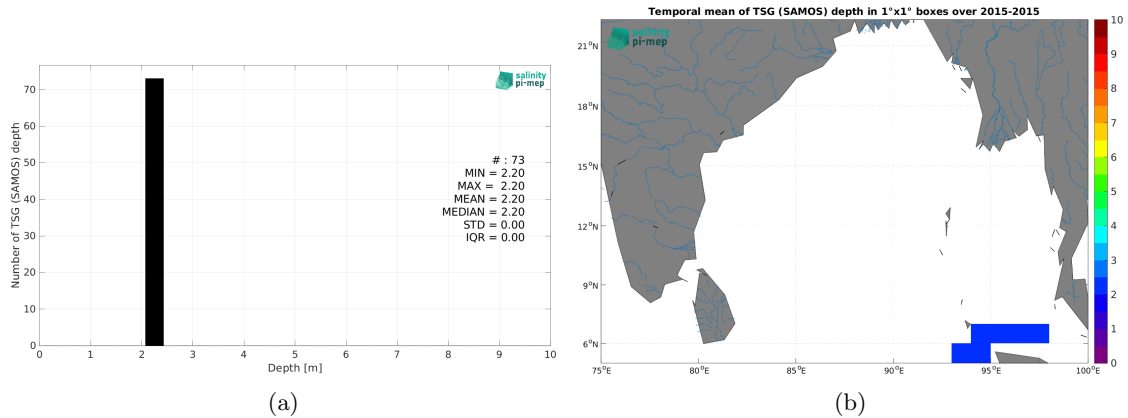 salinity
pi-mep
Number of TSG (SAMOS) depth
70
60
50
40
30
20
10
0
# : 73
MIN = 2.20
MAX = 2.20
MEAN = 2.20
MEDIAN = 2.20
STD = 0.00
IQR = 0.00
0 1 2 3 4 5 6 7 8 9 10
Depth [m]
(a)
Temporal mean of TSG (SAMOS) depth in 1°x1° boxes over 2015-2015
salinity
pi-mep
21°N
18°N
15°N
12°N
9°N
6°N
75°E 80°E 85°E 90°E 95°E 100°E
10
9
8
7
6
5
4
3
2
1
0
(b)